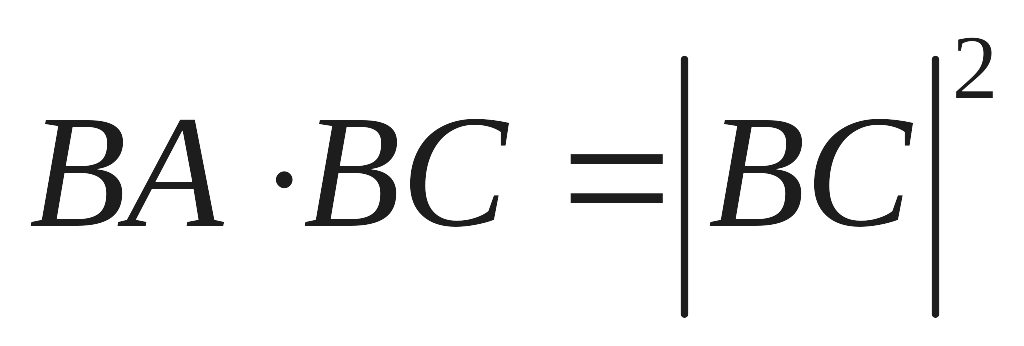 BA · BC = |BC|²